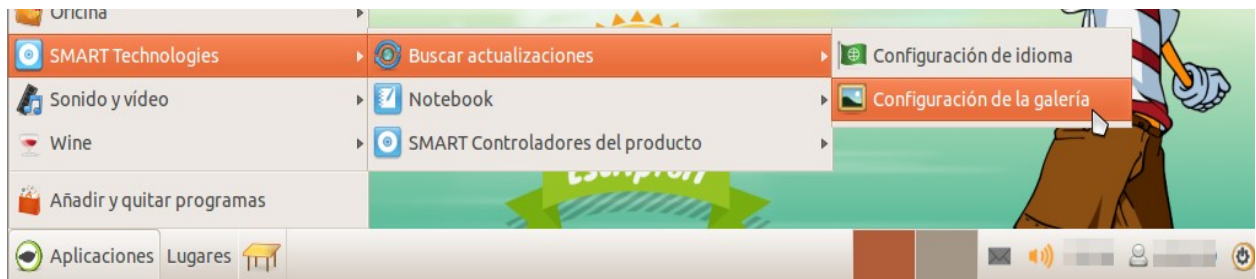 Oficina
SMART Technologies
Sonido y vídeo
Wine
Añadir y quitar programas
Buscar actualizaciones
Notebook
SMART Controladores del producto
Configuración de idioma
Configuración de la galería
Aplicaciones Lugares